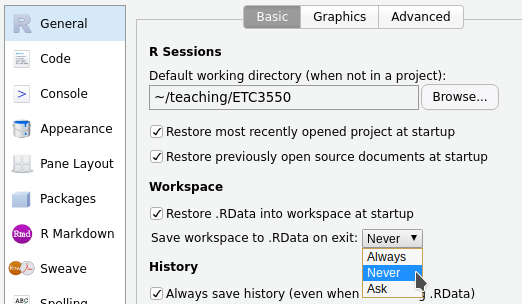 General
Code
Console
Appearance
Pane Layout
Packages
R Markdown
Sweave
Spelling
Basic Graphics Advanced
R Sessions
Default working directory (when not in a project):
~/teaching/ETC3550 Browse...
Restore most recently opened project at startup
Restore previously open source documents at startup
Workspace
Restore .RData into workspace at startup
Save workspace to .RData on exit: Never
Always
Never
Ask
History
Always save history (even when g .RData)